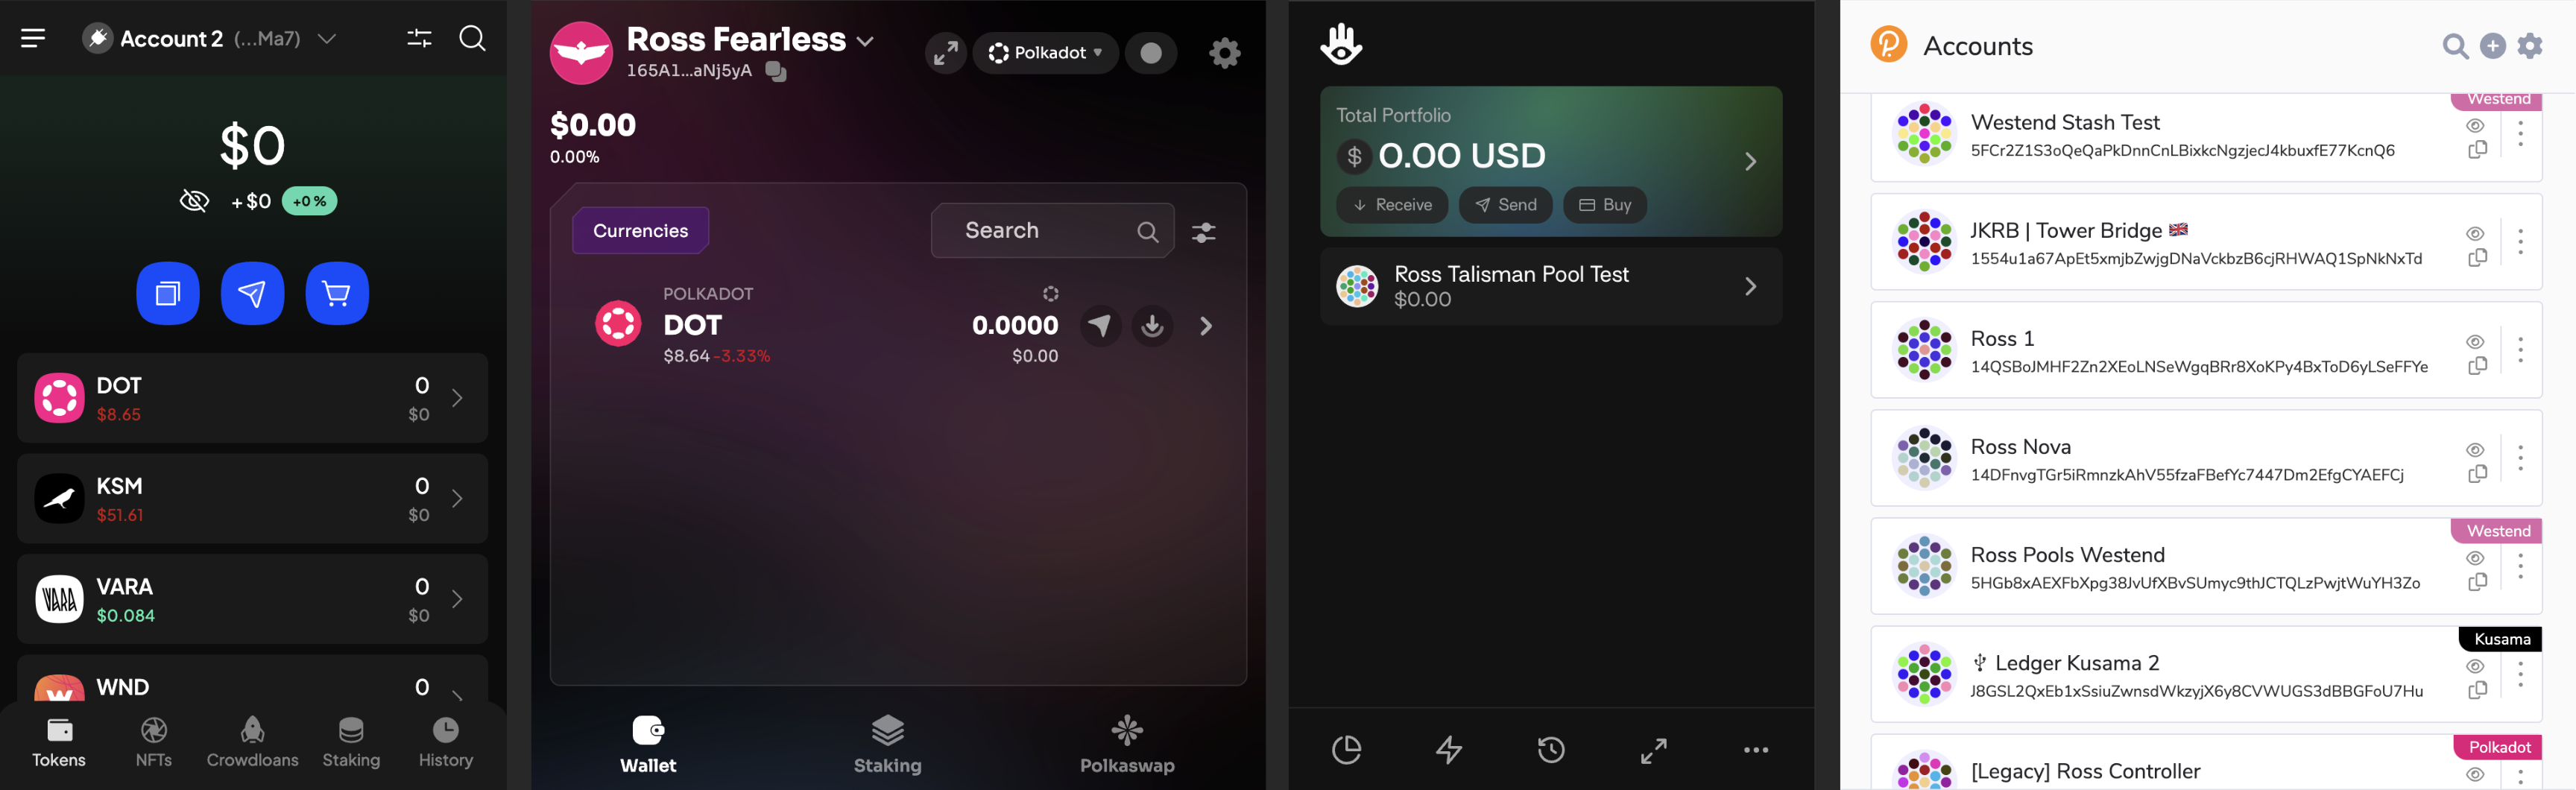 Account 2 (...Ma7)
$0
+$0 +0 %
DOT 0
$8.65 $0
KSM 0
$51.61 $0
VARA 0
$0.084 $0
WND 0
Tokens NFTs Crowdloans Staking History
Ross Fearless
165A1...aNj5yA
Polkadot
$0.00
0.00%
Currencies
Search
POLKADOT
DOT 0.0000
$8.64 -3.33% $0.00
Wallet Staking Polkaswap
Total Portfolio
$ 0.00 USD
Receive Send Buy
Ross Talisman Pool Test
$0.00
Accounts
Westend
Westend Stash Test
5FCr2Z1S3oQeQaPkDnnCnLBixkcNgzjecJ4kbuxfE77KcnQ6
JKRB | Tower Bridge 🇬🇧
1554u1a67ApEt5xmjbZwjgDNaVckbzB6cjRHWAQ1SpNkNxTd
Ross 1
14QSBoJMHF2Zn2XEoLNSeWgqBRr8XoKPy4BxToD6yLSeFFYe
Ross Nova
14DFnvgTGr5iRmnzkAhV55fzaFBefYc7447Dm2EfgCYAEFCj
Westend
Ross Pools Westend
5HGb8xAEXFbXpg38JvUfXBvSUmyc9thJCTQLzPwjtWuYH3Zo
Kusama
Ledger Kusama 2
J8GSL2QxEb1xSsiuZwnsdWkzyjX6y8CVWUGS3dBBGFoU7Hu
Polkadot
[Legacy] Ross Controller